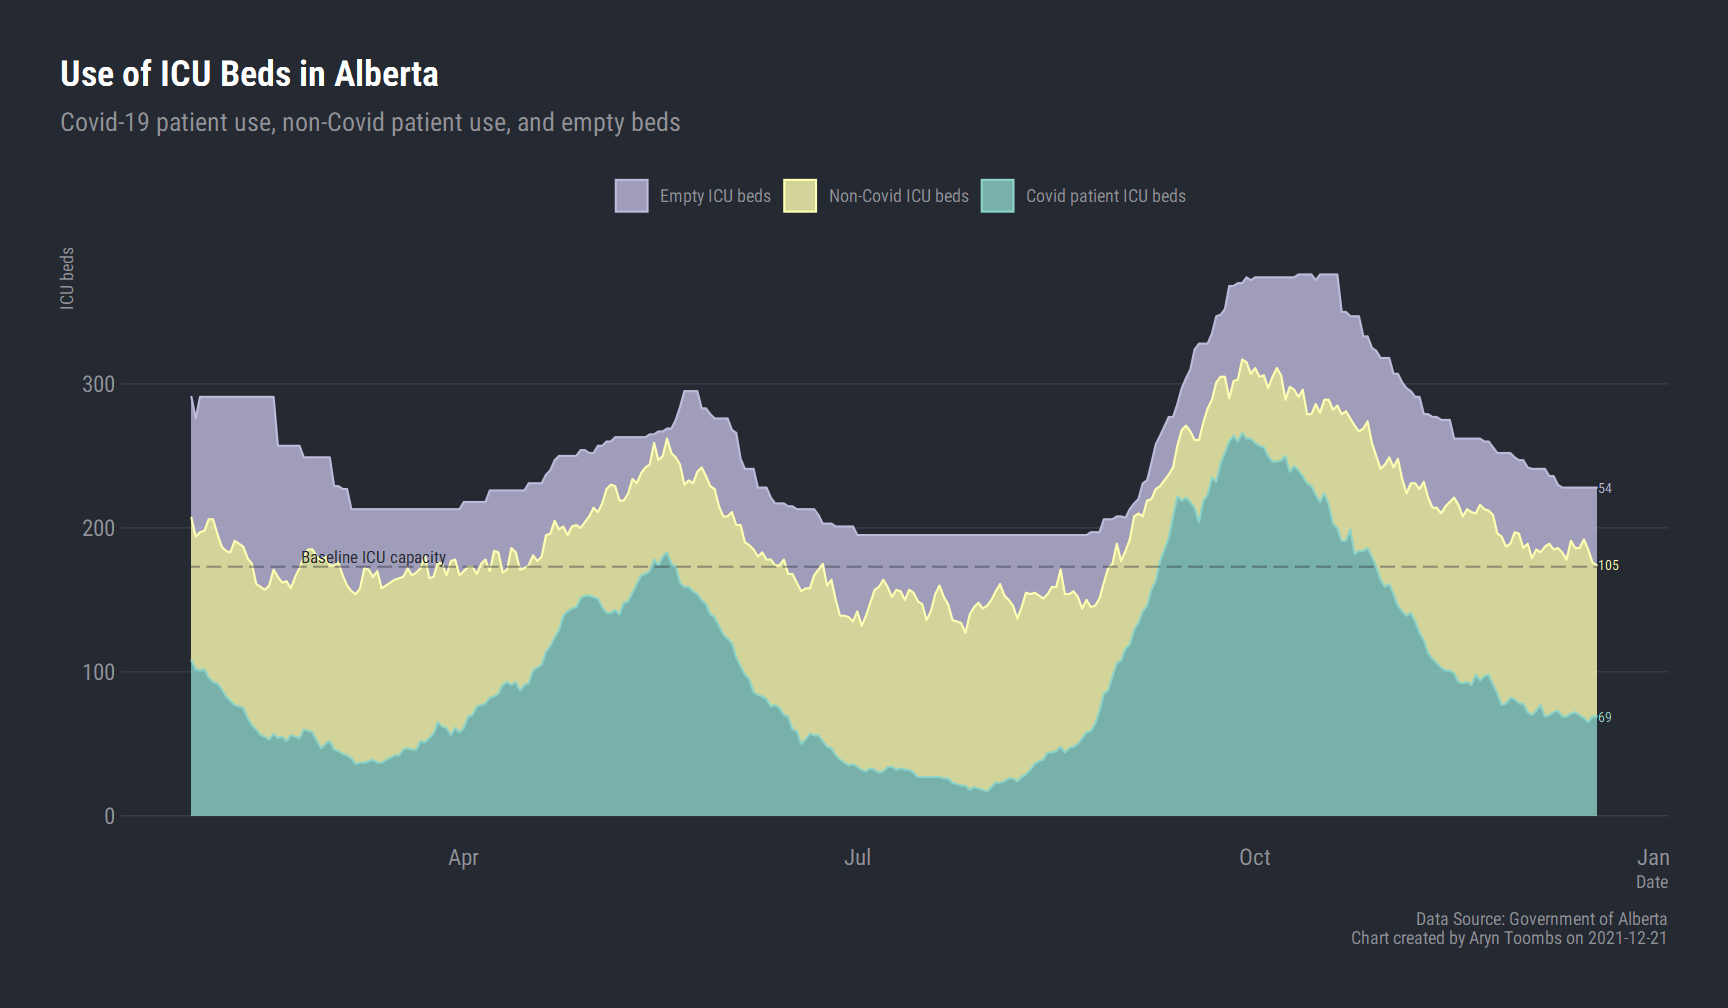 Use of ICU Beds in Alberta
Covid-19 patient use, non-Covid patient use, and empty beds
Empty ICU beds
Non-Covid ICU beds
Covid patient ICU beds
ICU beds
300
200
100
0
Baseline ICU capacity
54
105
69
Apr
Jul
Oct
Jan
Date
Data Source: Government of Alberta
Chart created by Aryn Toombs on 2021-12-21